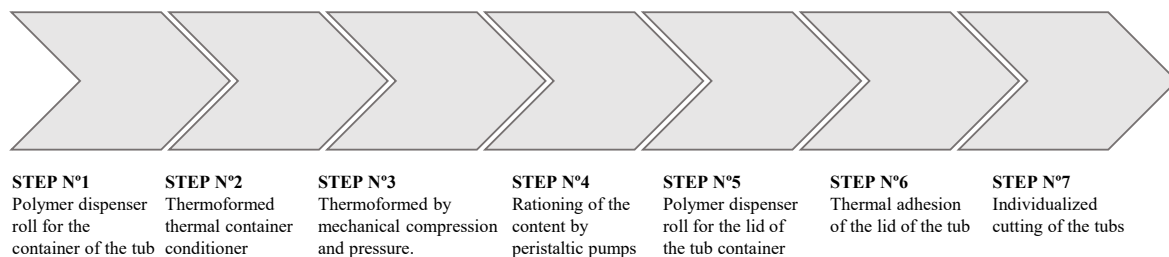 STEP Nº1
Polymer dispenser
roll for the
container of the tub
STEP Nº2
Thermoformed
thermal container
conditioner
STEP Nº3
Thermoformed by
mechanical compression
and pressure.
STEP Nº4
Rationing of the
content by
peristaltic pumps
STEP Nº5
Polymer dispenser
roll for the lid of
the tub container
STEP Nº6
Thermal adhesion
of the lid of the tub
STEP Nº7
Individualized
cutting of the tubs